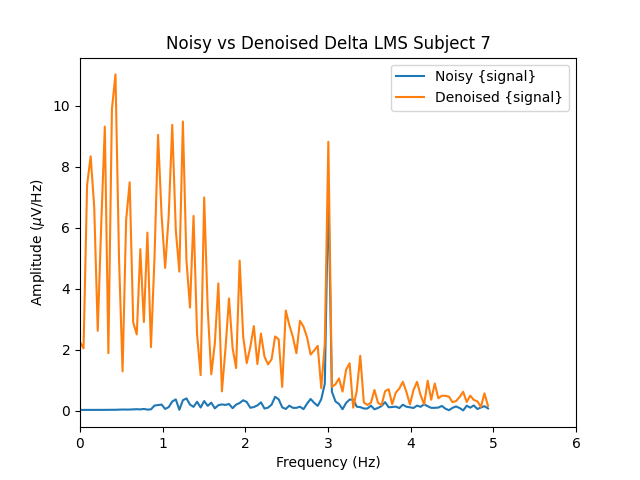 Noisy vs Denoised Delta LMS Subject 7
Noisy {signal}
Denoised {signal}
Amplitude (μV/Hz)
10
8
6
4
2
0
0 1 2 3 4 5 6
Frequency (Hz)